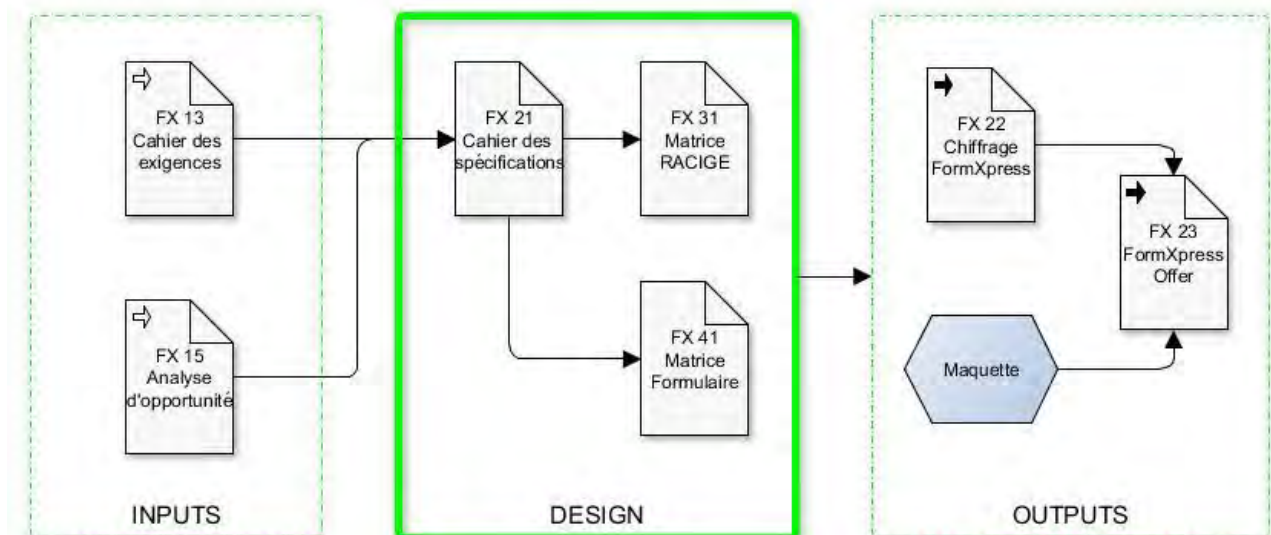 FX 13
Cahier des
exigences
FX 15
Analyse
d'opportunité
INPUTS
FX 21
Cahier des
spécifications
FX 31
Matrice
RACIGE
FX 41
Matrice
Formulaire
DESIGN
FX 22
Chiffrage
FormXpress
FX 23
FormXpress
Offer
Maquette
OUTPUTS